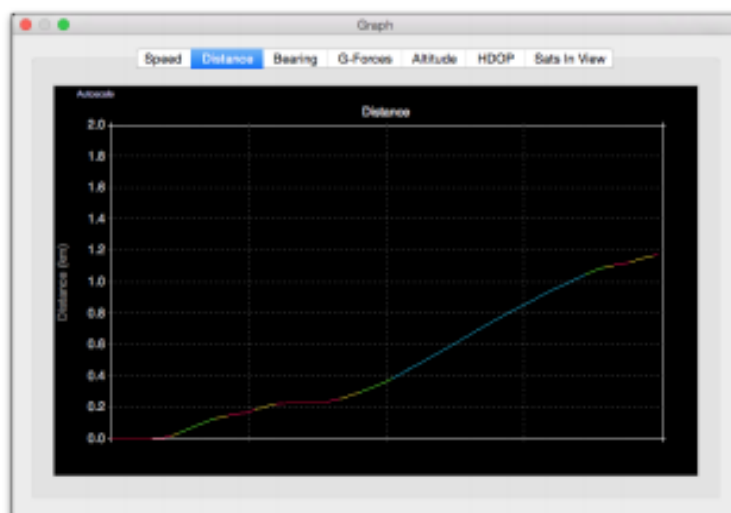 Graph
Speed Distance Bearing G-Forces Altitude HDOP Sats In View
Autoscale
Distance
2.0
1.8
1.6
1.4
1.2
1.0
0.8
0.6
0.4
0.2
0.0
Distance (km)